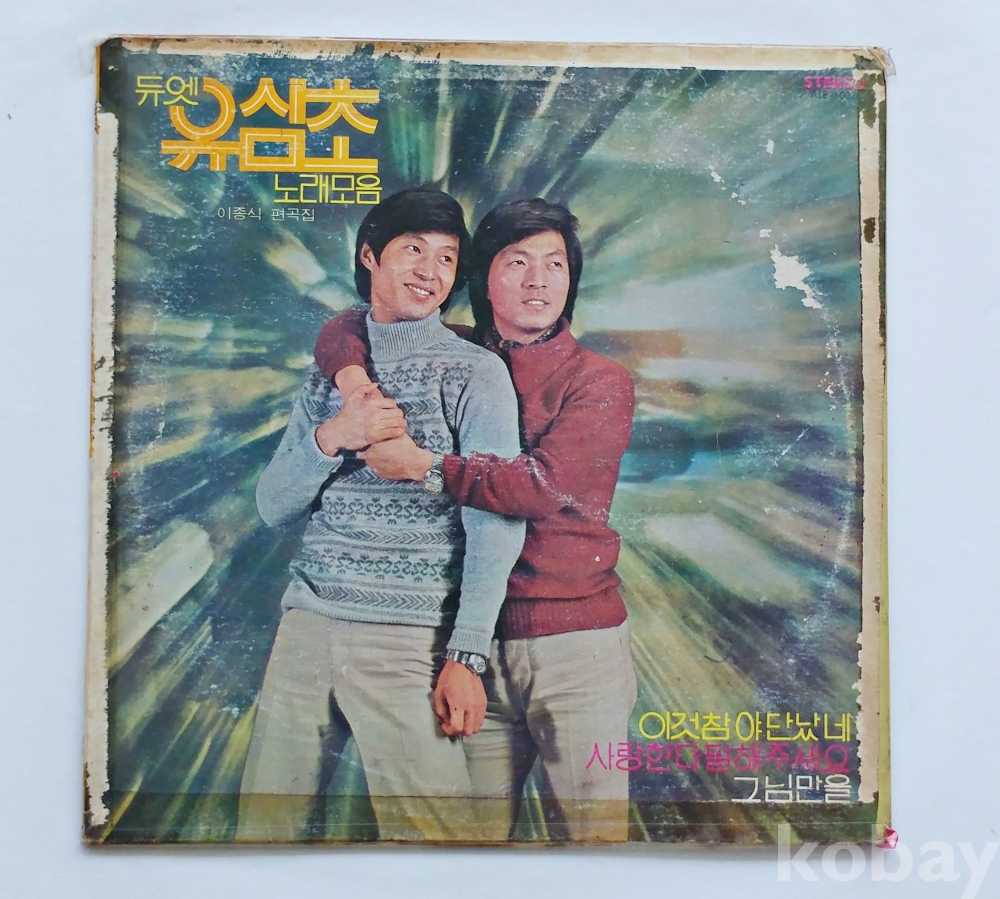 듀엣
유심초
노래모음
이종식 편곡집
STEREO
이것참 야단났네
사랑한다 말해주세요
그님만을
kobay